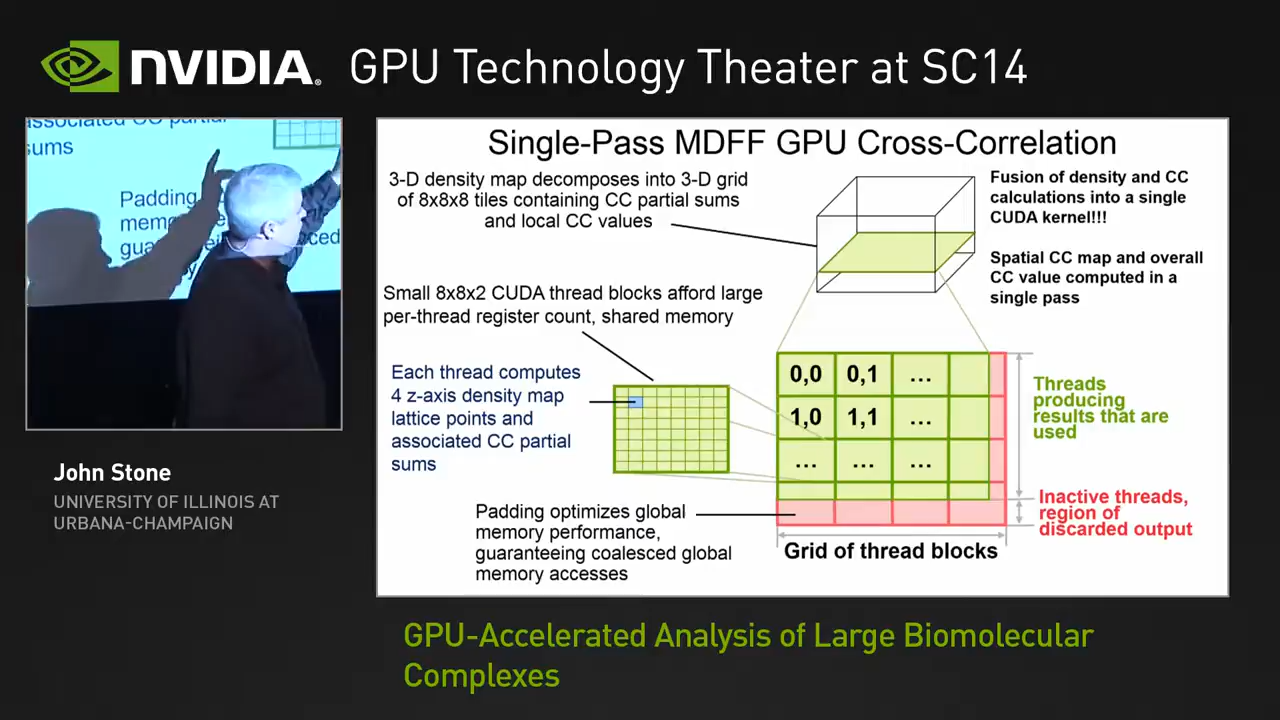 NVIDIA. GPU Technology Theater at SC14
associated CC partial
sums
Padding
Single-Pass MDFF GPU Cross-Correlation
3-D density map decomposes into 3-D grid
of 8x8x8 tiles containing CC partial sums
and local CC values
Fusion of density and CC
calculations into a single
CUDA kernel!!!
Spatial CC map and overall
CC value computed in a
single pass
Small 8x8x2 CUDA thread blocks afford large
per-thread register count, shared memory
Each thread computes
4 z-axis density map
lattice points and
associated CC partial
sums
0,0 0,1 ...
1,0 1,1 ...
... ... ...
Threads
producing
results that are
used
Inactive threads,
region of
discarded output
Padding optimizes global
memory performance,
guaranteeing coalesced global
memory accesses
Grid of thread blocks
John Stone
UNIVERSITY OF ILLINOIS AT
URBANA-CHAMPAIGN
GPU-Accelerated Analysis of Large Biomolecular
Complexes